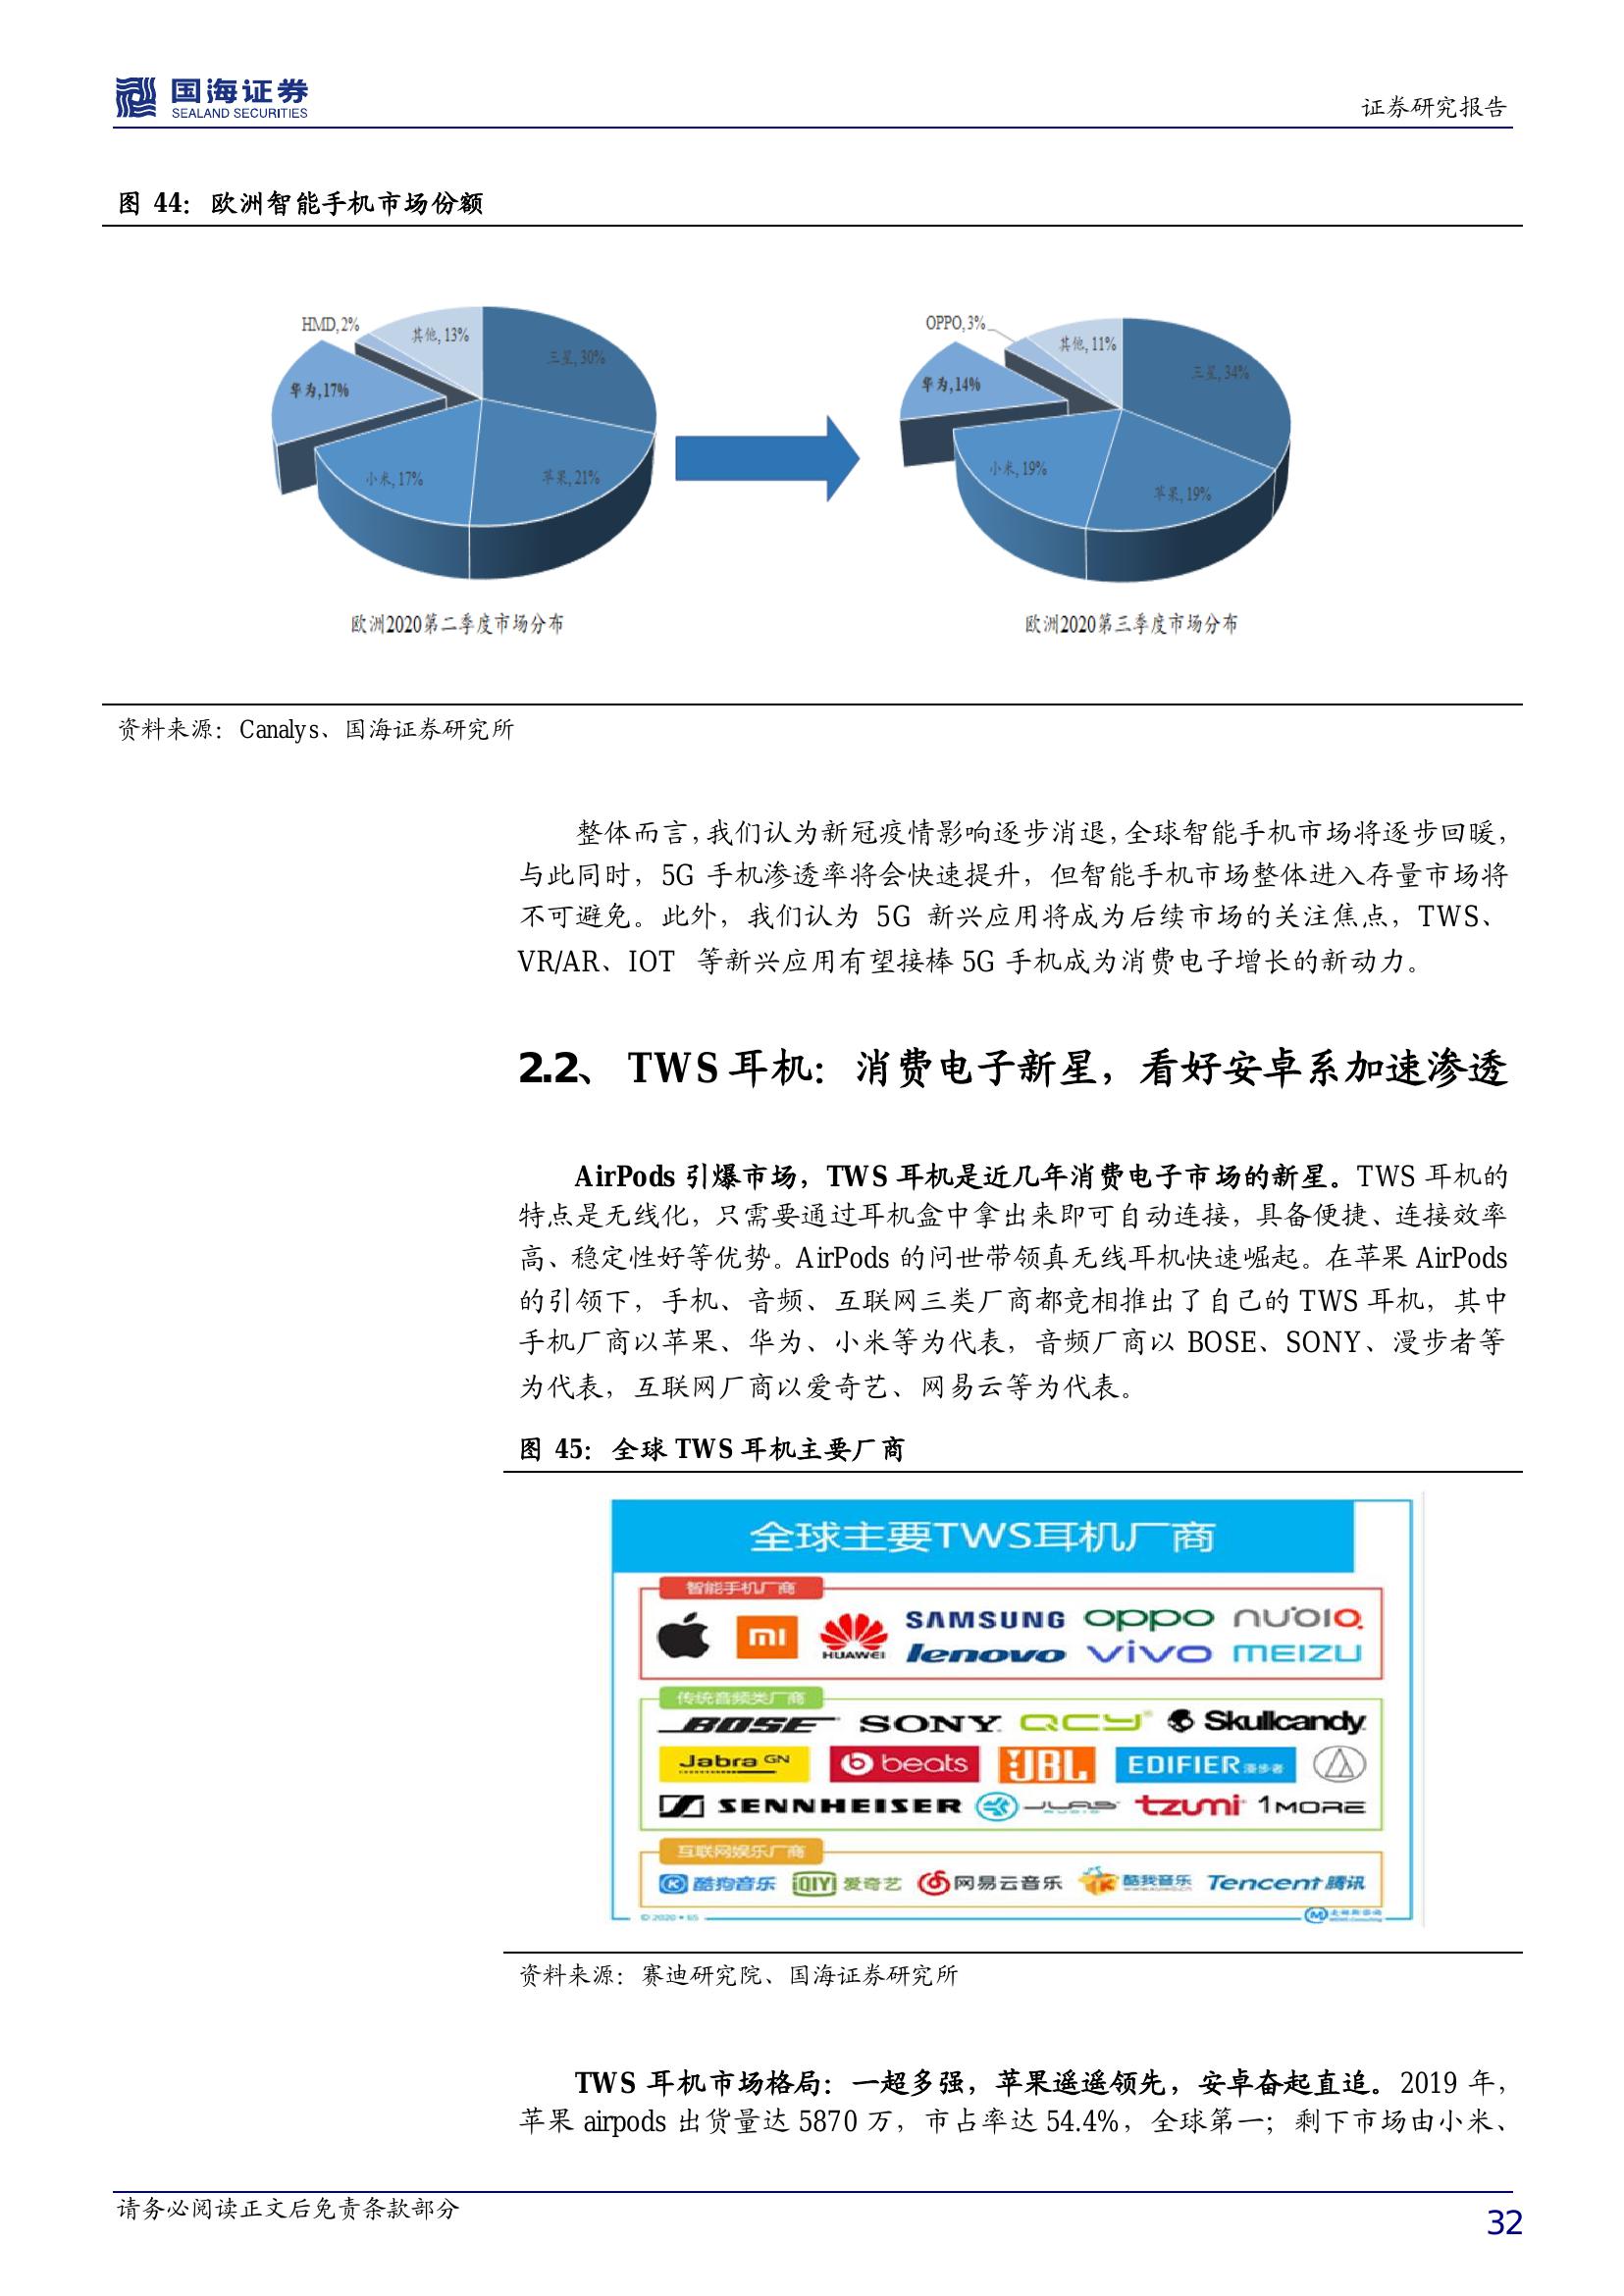 国海证券
SEALAND SECURITIES
证券研究报告
图 44：欧洲智能手机市场份额
HMD, 2%
其他, 13%
三星, 30%
华为,17%
小米, 17%
苹果, 21%
欧洲2020第二季度市场分布
OPPO, 3%
其他, 11%
三星, 34%
华为,14%
小米, 19%
苹果, 19%
欧洲2020第三季度市场分布
资料来源：Canalys、国海证券研究所
整体而言，我们认为新冠疫情影响逐步消退，全球智能手机市场将逐步回暖，
与此同时，5G 手机渗透率将会快速提升，但智能手机市场整体进入存量市场将
不可避免。此外，我们认为 5G 新兴应用将成为后续市场的关注焦点，TWS、
VR/AR、IOT 等新兴应用有望接棒 5G 手机成为消费电子增长的新动力。
2.2、 TWS 耳机：消费电子新星，看好安卓系加速渗透
AirPods 引爆市场，TWS 耳机是近几年消费电子市场的新星。TWS 耳机的
特点是无线化，只需要通过耳机盒中拿出来即可自动连接，具备便捷、连接效率
高、稳定性好等优势。AirPods 的问世带领真无线耳机快速崛起。在苹果 AirPods
的引领下，手机、音频、互联网三类厂商都竞相推出了自己的 TWS 耳机，其中
手机厂商以苹果、华为、小米等为代表，音频厂商以 BOSE、SONY、漫步者等
为代表，互联网厂商以爱奇艺、网易云等为代表。
图 45：全球 TWS 耳机主要厂商
全球主要TWS耳机厂商
智能手机厂商
mi HUAWEI SAMSUNG oppo nubia
lenovo vivo MEIZU
传统音频类厂商
BOSE SONY QCY Skullcandy
Jabra GN beats JBL EDIFIER 漫步者
SENNHEISER JLAB AUDIO tzumi 1MORE
互联网娱乐厂商
酷狗音乐 iQIYI 爱奇艺 网易云音乐 酷我音乐 Tencent 腾讯
© 2020
资料来源：赛迪研究院、国海证券研究所
TWS 耳机市场格局：一超多强，苹果遥遥领先，安卓奋起直追。2019 年，
苹果 airpods 出货量达 5870 万，市占率达 54.4%，全球第一；剩下市场由小米、
请务必阅读正文后免责条款部分
32